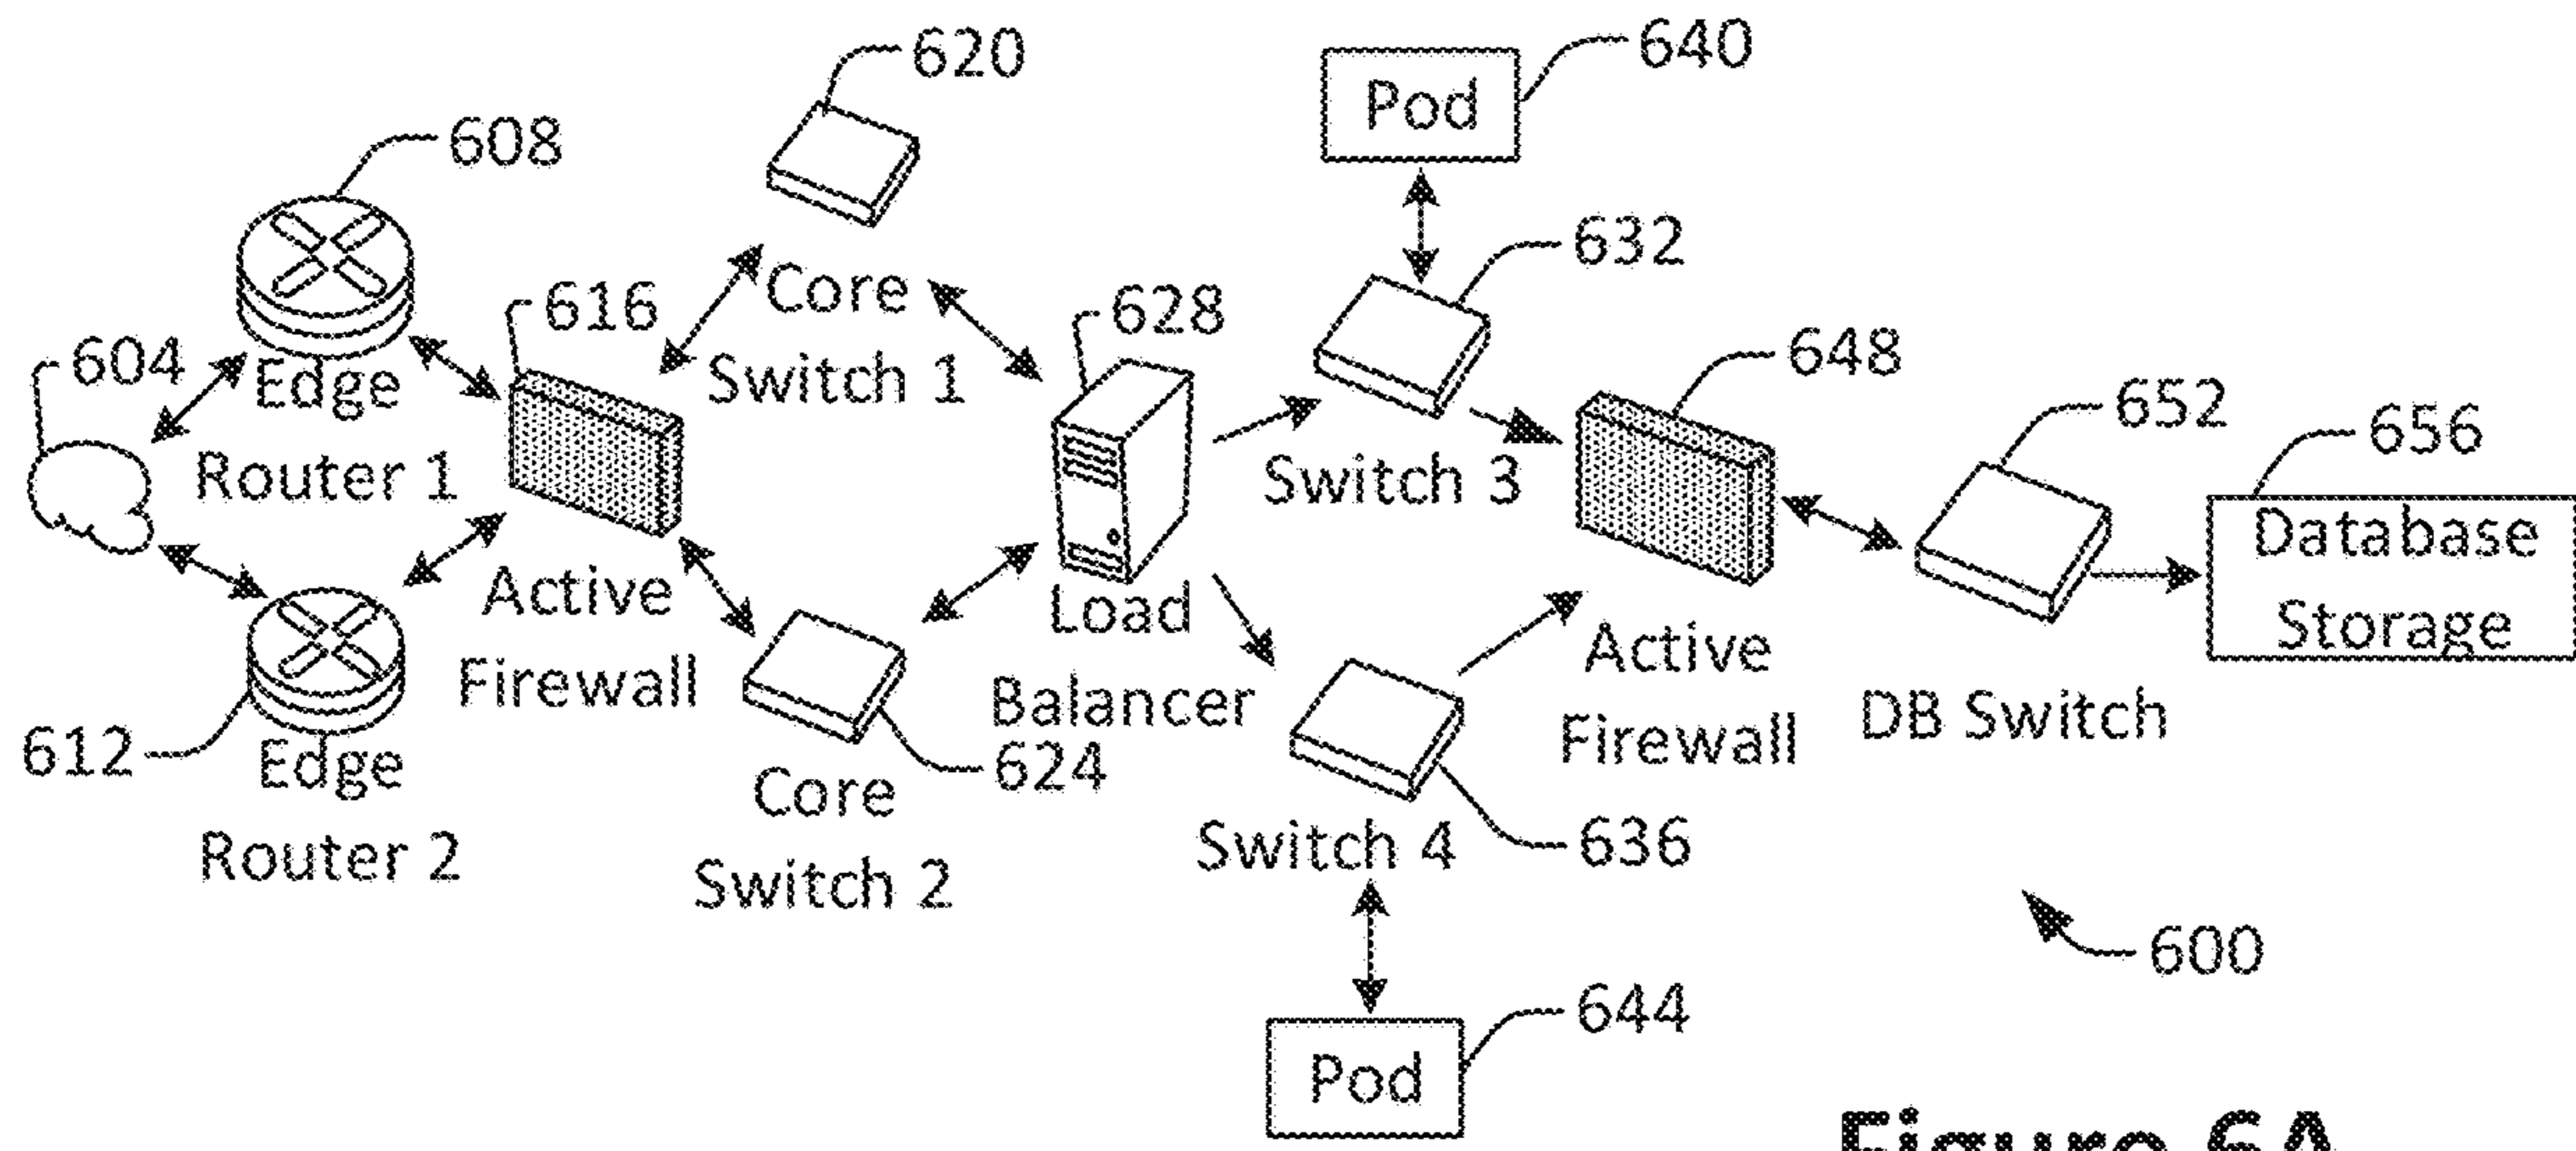 620
640
Pod
608
632
616
Core
628
604
Edge
Switch 1
648
652
656
Router 1
Switch 3
Database
Storage
Active
Firewall
Load
Balancer
Active
Firewall
DB Switch
612
Edge
Router 2
Core
Switch 2
624
Switch 4
636
600
644
Pod
Figure 6A